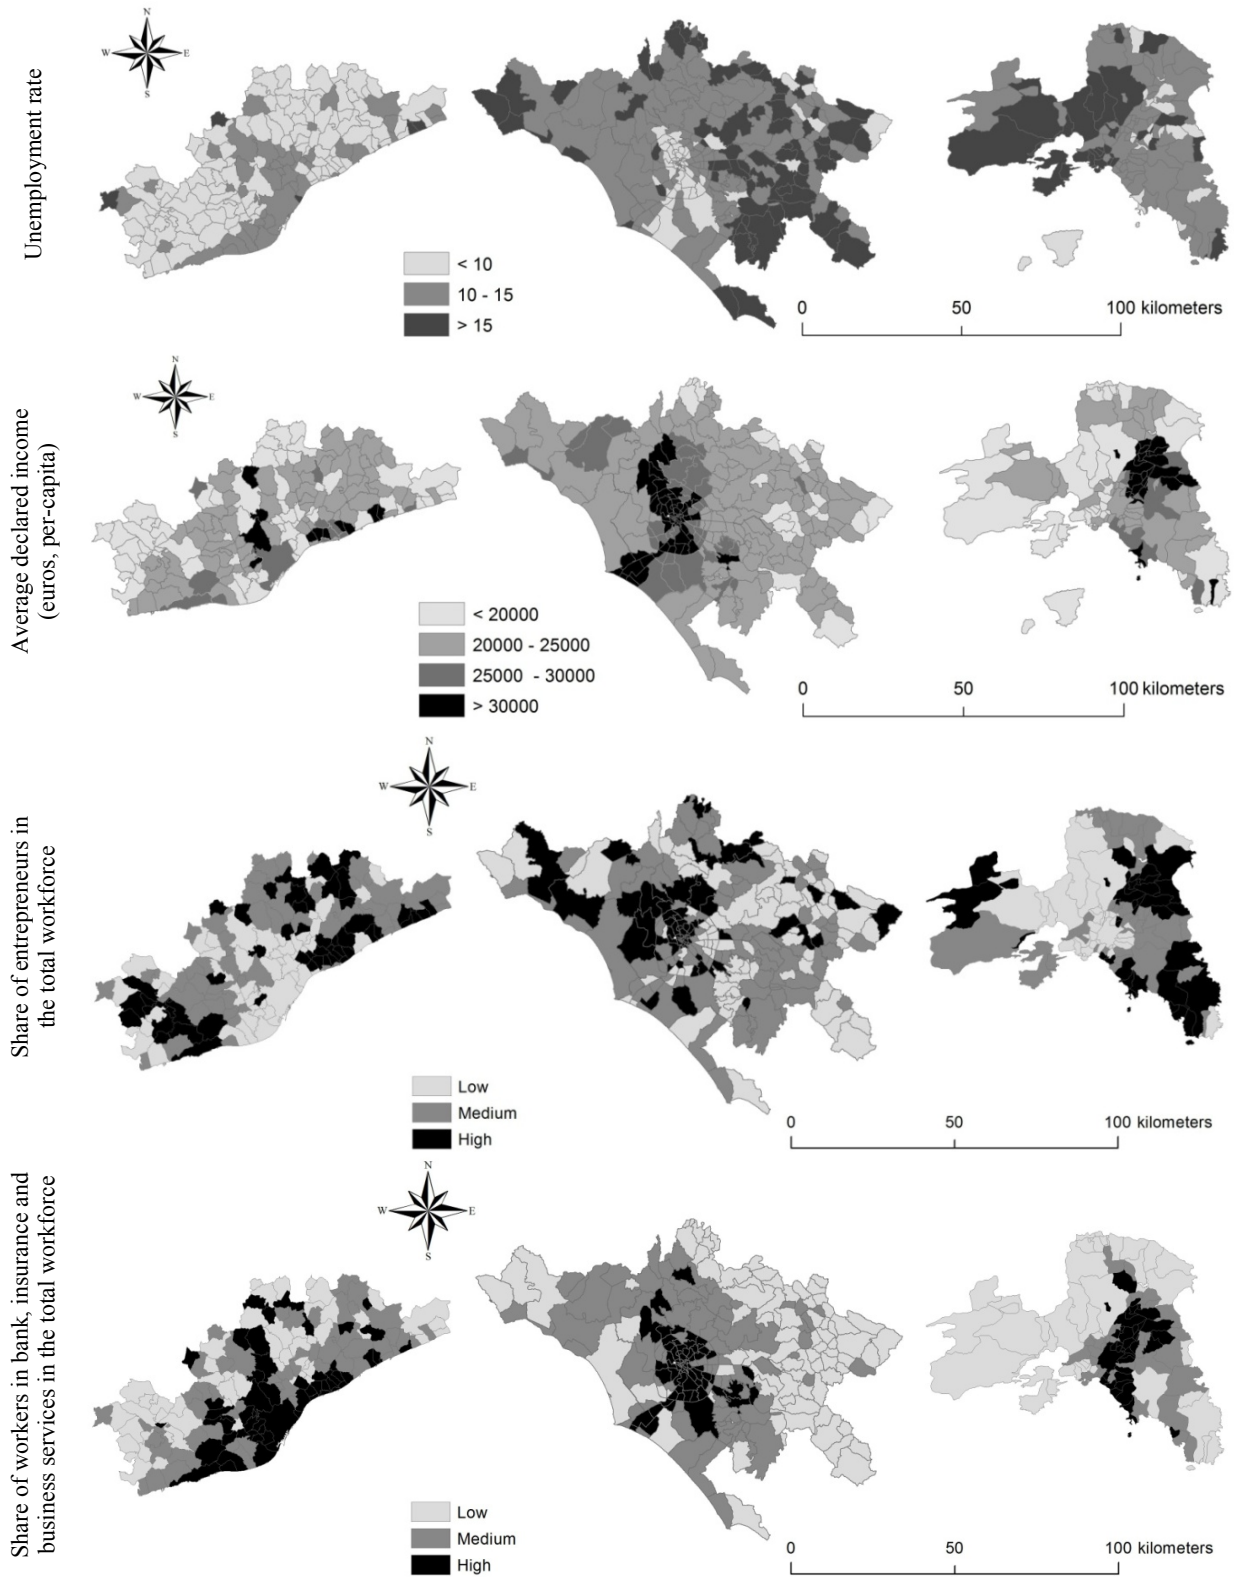 Unemployment rate
N
W E
S
< 10
10 - 15
> 15
0 50 100 kilometers
Average declared income
(euros, per-capita)
N
W E
S
< 20000
20000 - 25000
25000 - 30000
> 30000
0 50 100 kilometers
Share of entrepreneurs in
the total workforce
N
W E
S
Low
Medium
High
0 50 100 kilometers
Share of workers in bank, insurance and
business services in the total workforce
N
W E
S
Low
Medium
High
0 50 100 kilometers